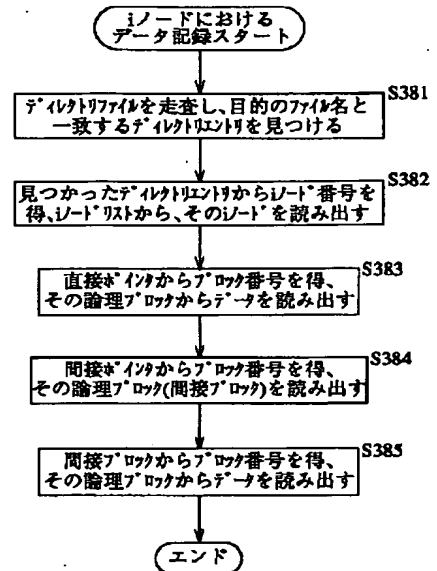 iノードにおける
データ記録スタート
S381
ディレクトリファイルを走査し、目的のファイル名と
一致するディレクトリエントリを見つける
S382
見つかったディレクトリエントリからiノード番号を
得、iノードリストから、そのiノードを読み出す
S383
直接ポインタからブロック番号を得、
その論理ブロックからデータを読み出す
S384
間接ポインタからブロック番号を得、
その論理ブロック(間接ブロック)を読み出す
S385
間接ブロックからブロック番号を得、
その論理ブロックからデータを読み出す
エンド